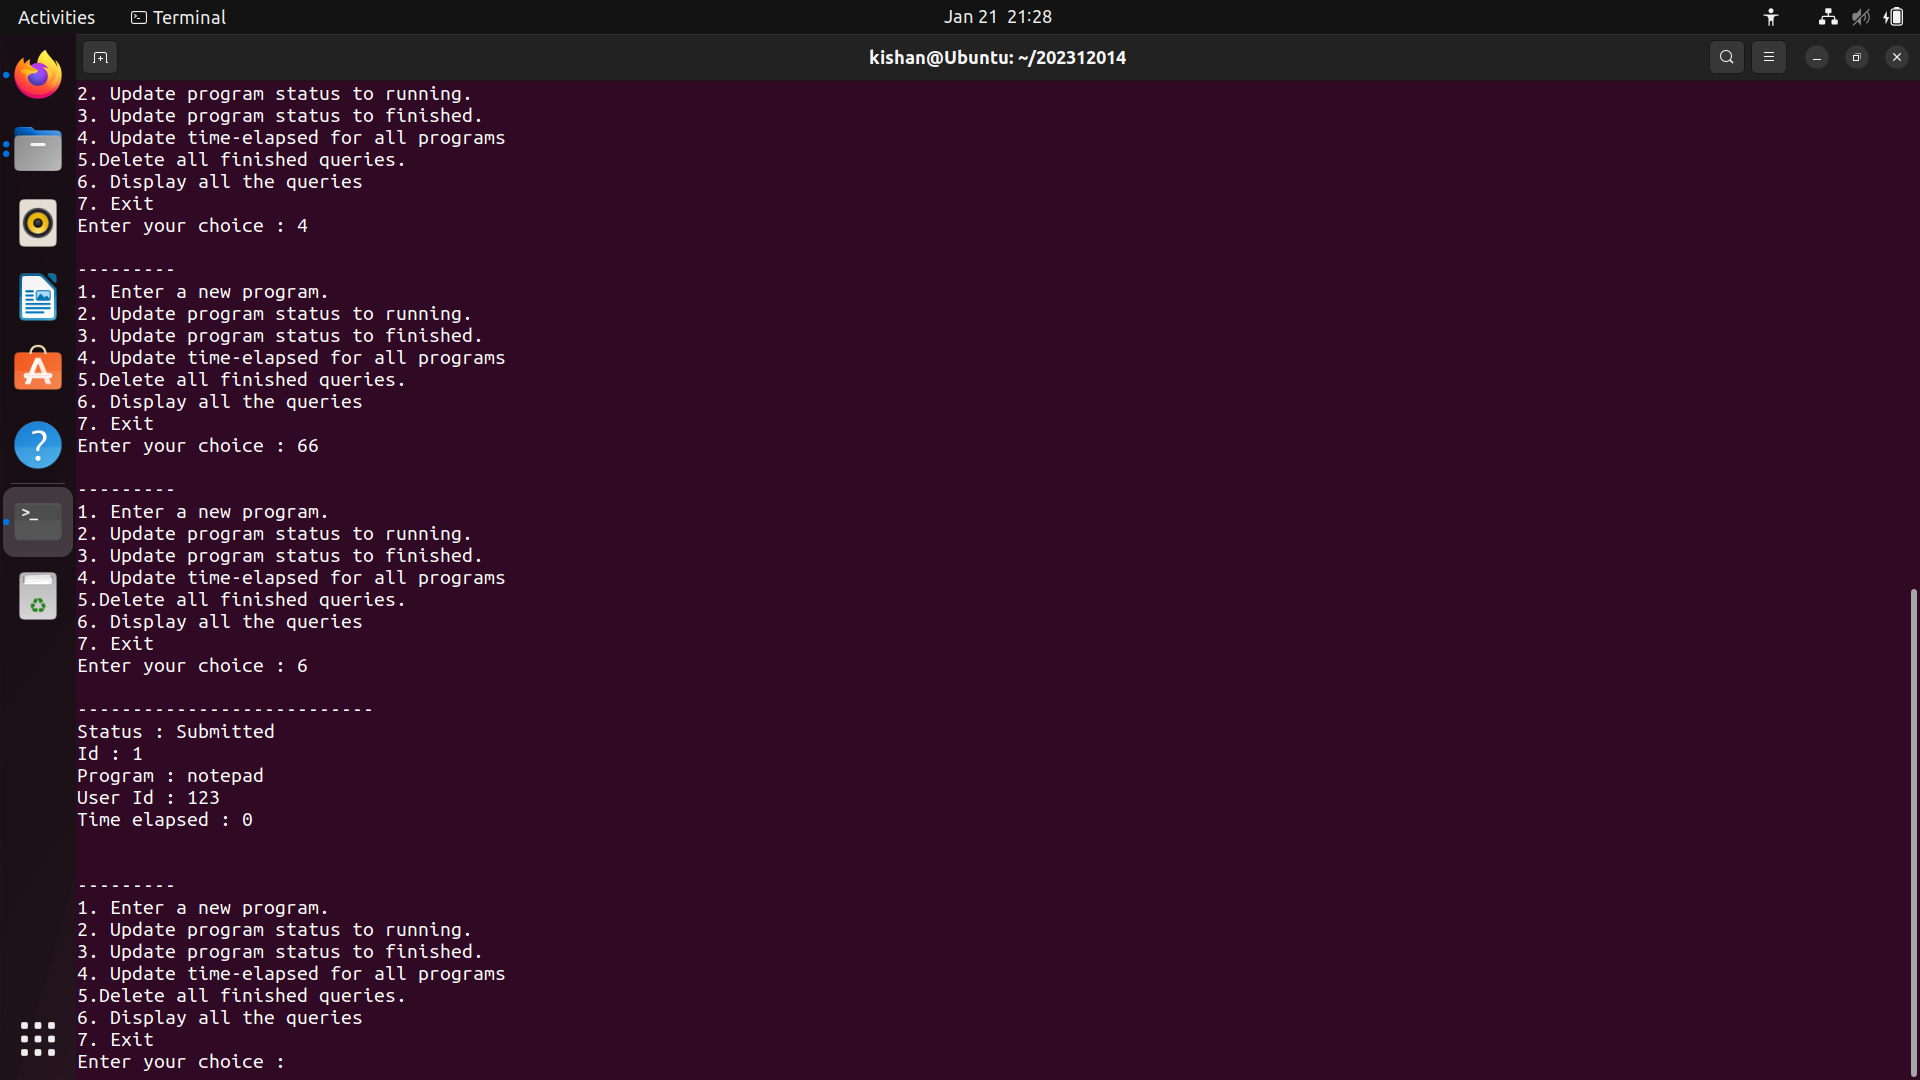 Activities
Terminal
Jan 21 21:28
kishan@Ubuntu: ~/202312014
2. Update program status to running.
3. Update program status to finished.
4. Update time-elapsed for all programs
5.Delete all finished queries.
6. Display all the queries
7. Exit
Enter your choice : 4
---------
1. Enter a new program.
2. Update program status to running.
3. Update program status to finished.
4. Update time-elapsed for all programs
5.Delete all finished queries.
6. Display all the queries
7. Exit
Enter your choice : 66
---------
1. Enter a new program.
2. Update program status to running.
3. Update program status to finished.
4. Update time-elapsed for all programs
5.Delete all finished queries.
6. Display all the queries
7. Exit
Enter your choice : 6
---------------------------
Status : Submitted
Id : 1
Program : notepad
User Id : 123
Time elapsed : 0
---------
1. Enter a new program.
2. Update program status to running.
3. Update program status to finished.
4. Update time-elapsed for all programs
5.Delete all finished queries.
6. Display all the queries
7. Exit
Enter your choice :